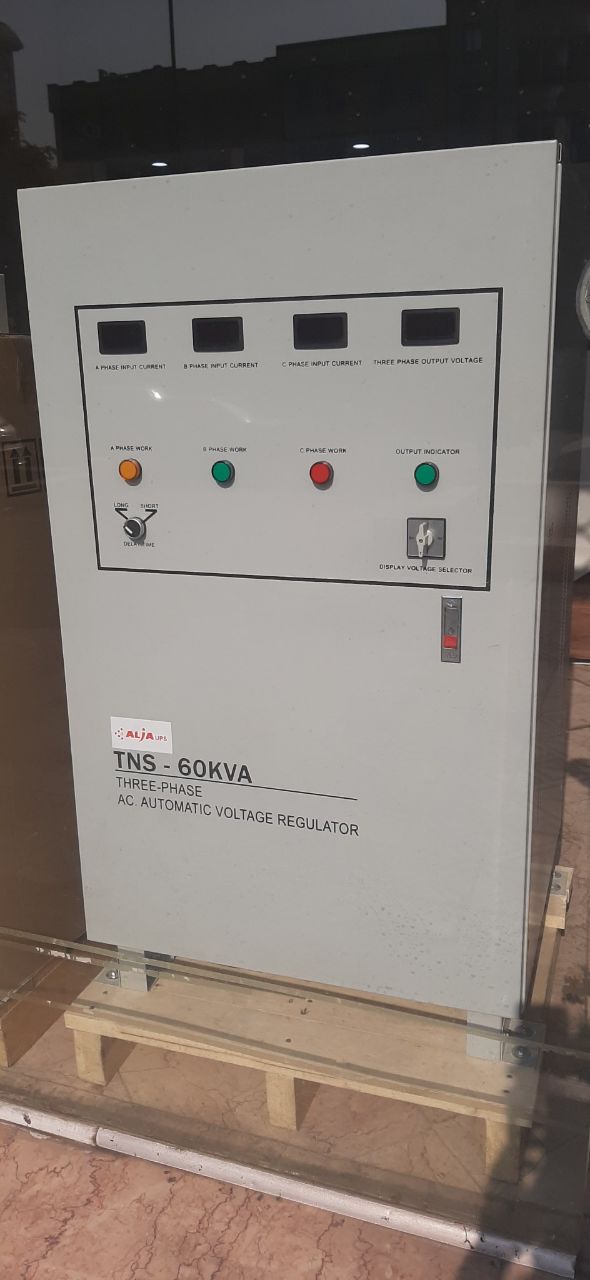 A PHASE INPUT CURRENT
B PHASE INPUT CURRENT
C PHASE INPUT CURRENT
THREE PHASE OUTPUT VOLTAGE
A PHASE WORK
B PHASE WORK
C PHASE WORK
OUTPUT INDICATOR
LONG SHORT
DELAY TIME
DISPLAY VOLTAGE SELECTOR
ALJA UPS
TNS - 60KVA
THREE-PHASE
AC. AUTOMATIC VOLTAGE REGULATOR